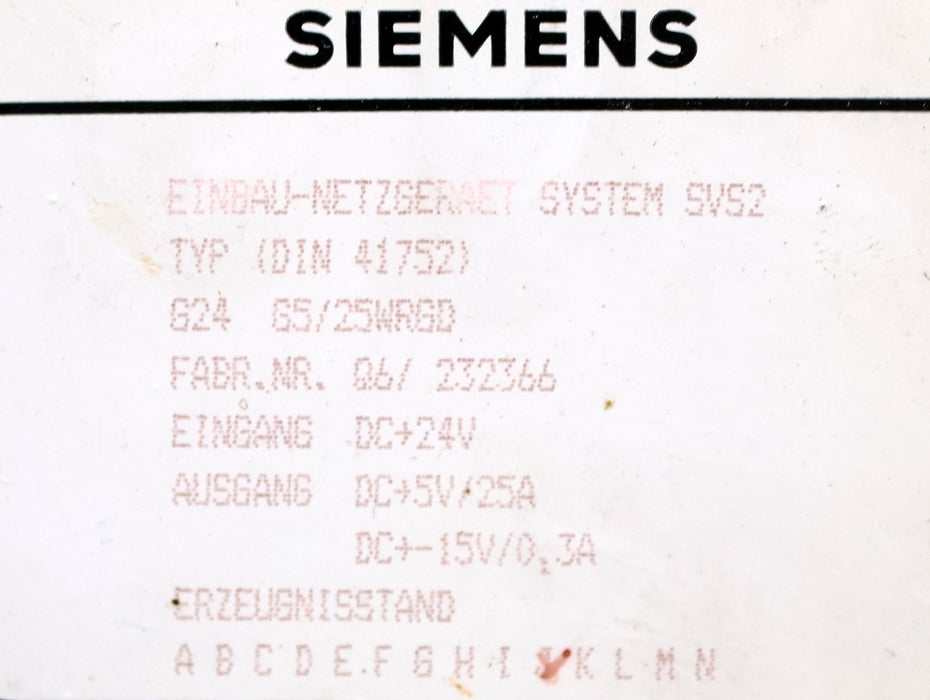 SIEMENS
EINBAU-NETZGERAET SYSTEM SVS2
TYP (DIN 41752)
G24 G5/25WRGD
FABR.NR. Q6/ 232366
EINGANG DC+24V
AUSGANG DC+5V/25A
DC+-15V/0,3A
ERZEUGNISSTAND
A B C D E F G H I J K L M N